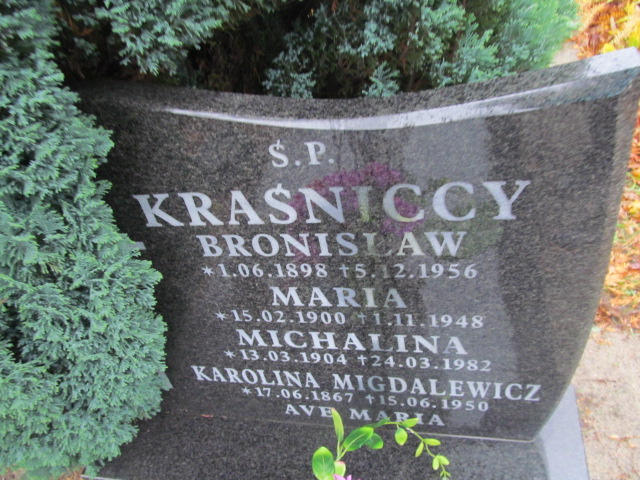 Ś.P.
KRAŚNICCY
BRONISŁAW
*1.06.1898 †5.12.1956
MARIA
*15.02.1900 †1.11.1948
MICHALINA
*13.03.1904 †24.03.1982
KAROLINA MIGDALEWICZ
*17.06.1867 †15.06.1950
AVE MARIA